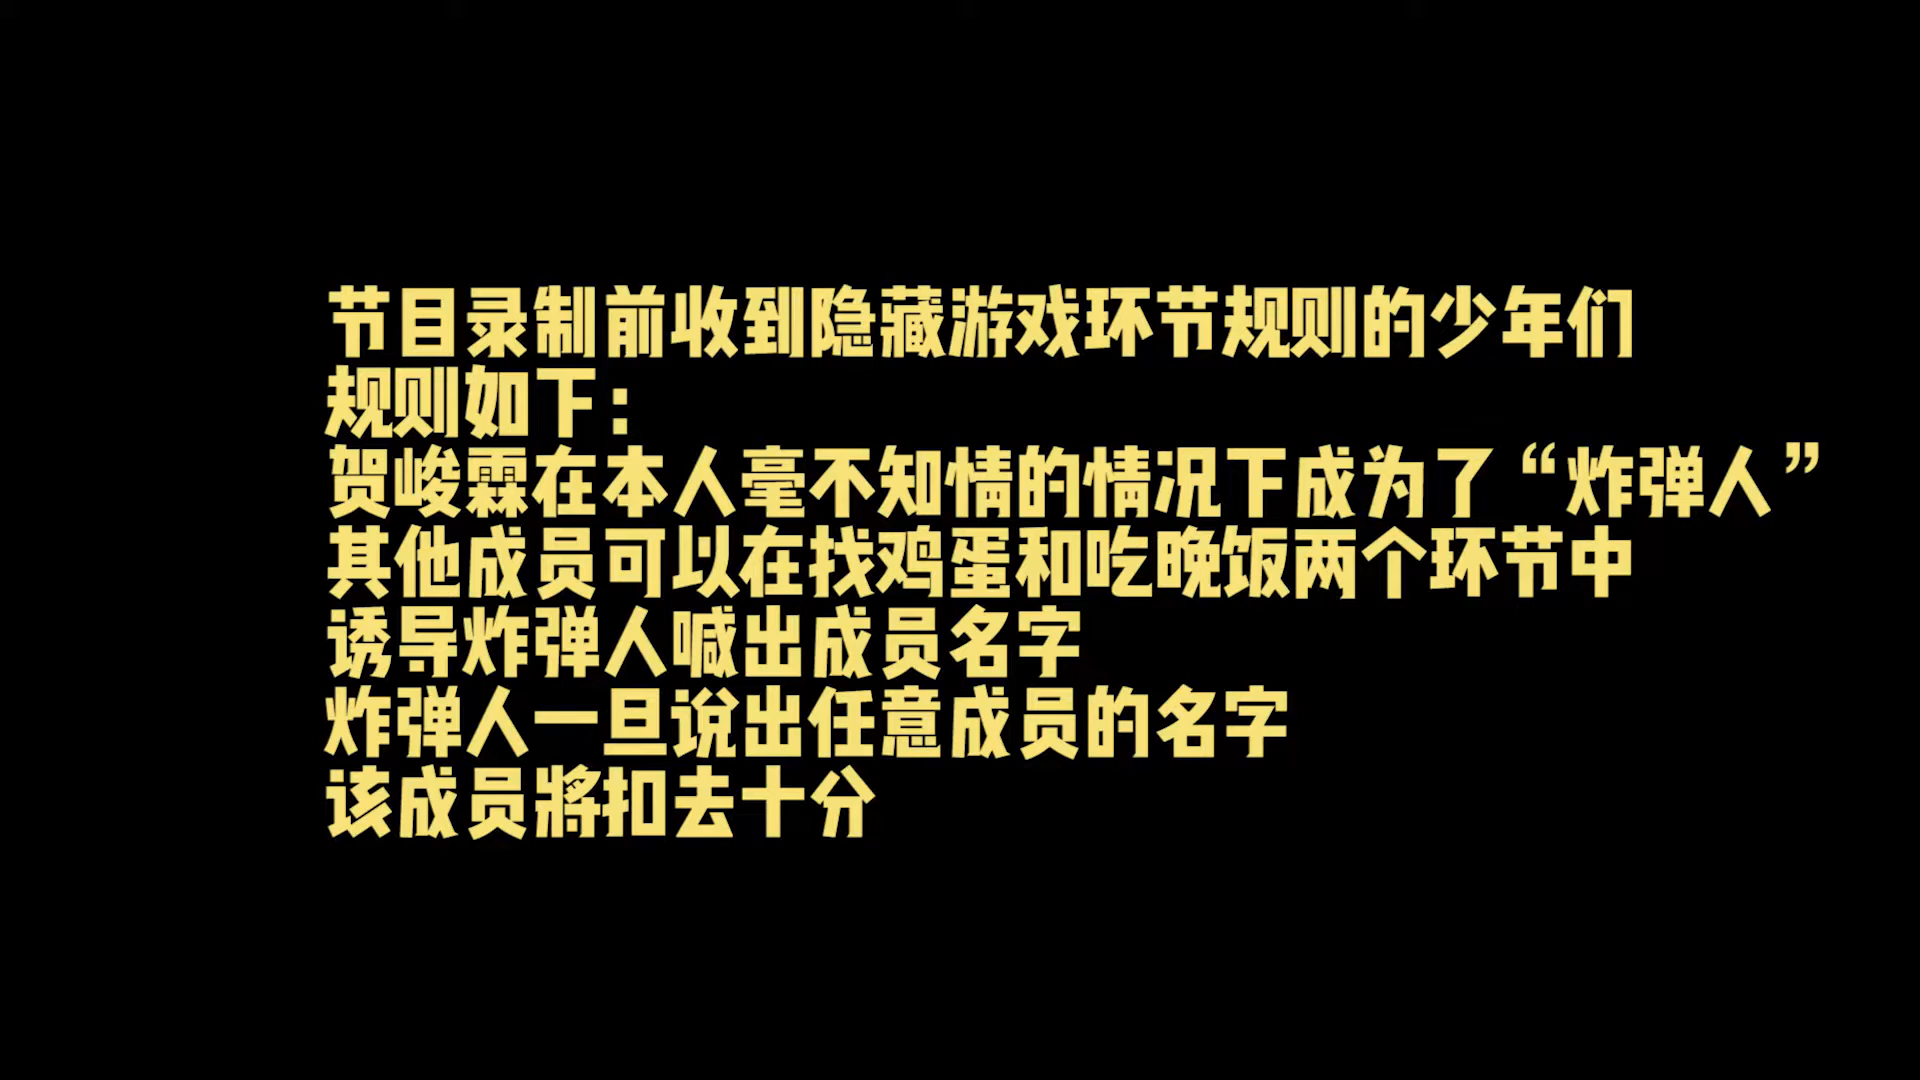 节目录制前收到隐藏游戏环节规则的少年们
规则如下：
贺峻霖在本人毫不知情的情况下成为了“炸弹人”
其他成员可以在找鸡蛋和吃晚饭两个环节中
诱导炸弹人喊出成员名字
炸弹人一旦说出任意成员的名字
该成员將扣去十分